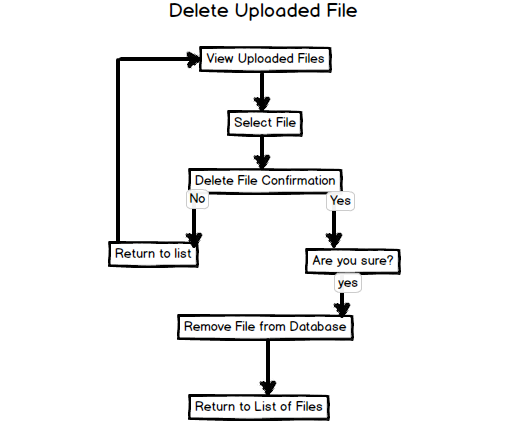 Delete Uploaded File
View Uploaded Files
Select File
Delete File Confirmation
No
Yes
Return to list
Are you sure?
yes
Remove File from Database
Return to List of Files